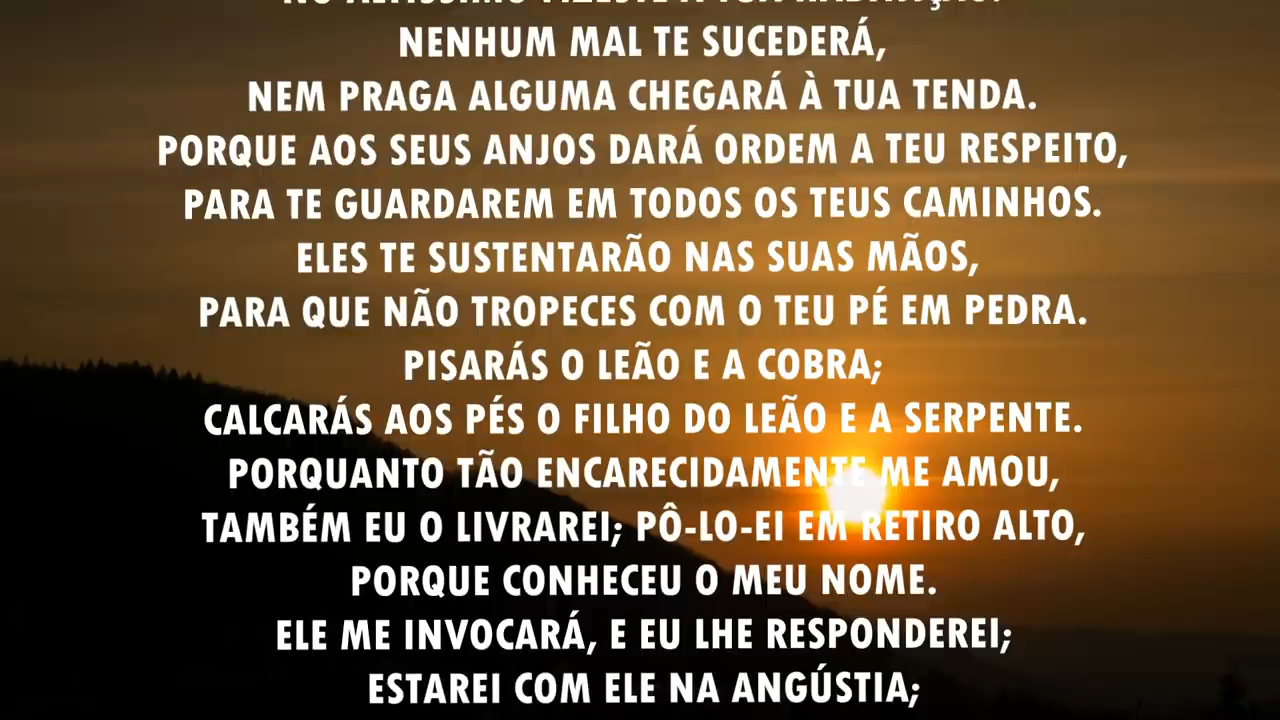 NENHUM MAL TE SUCEDERÁ,
NEM PRAGA ALGUMA CHEGARÁ À TUA TENDA.
PORQUE AOS SEUS ANJOS DARÁ ORDEM A TEU RESPEITO,
PARA TE GUARDAREM EM TODOS OS TEUS CAMINHOS.
ELES TE SUSTENTARÃO NAS SUAS MÃOS,
PARA QUE NÃO TROPECES COM O TEU PÉ EM PEDRA.
PISARÁS O LEÃO E A COBRA;
CALCARÁS AOS PÉS O FILHO DO LEÃO E A SERPENTE.
PORQUANTO TÃO ENCARECIDAMENTE ME AMOU,
TAMBÉM EU O LIVRAREI; PÔ-LO-EI EM RETIRO ALTO,
PORQUE CONHECEU O MEU NOME.
ELE ME INVOCARÁ, E EU LHE RESPONDEREI;
ESTAREI COM ELE NA ANGÚSTIA;